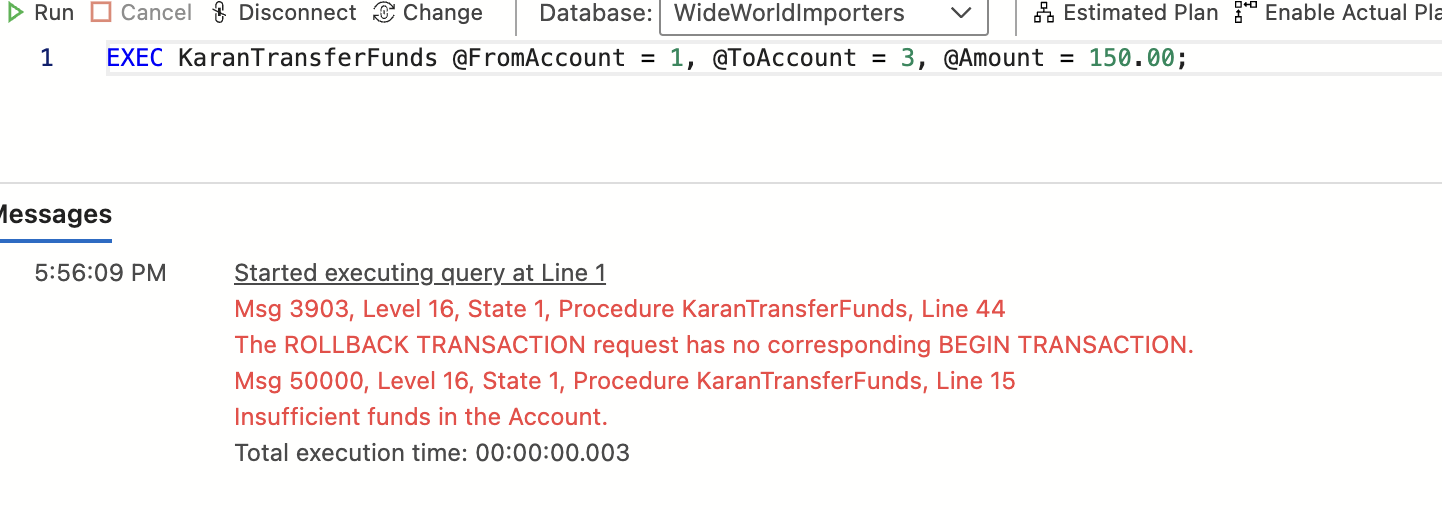 Run Cancel Disconnect Change Database: WideWorldImporters Estimated Plan Enable Actual
1 EXEC KaranTransferFunds @FromAccount = 1, @ToAccount = 3, @Amount = 150.00;
Messages
5:56:09 PM Started executing query at Line 1
Msg 3903, Level 16, State 1, Procedure KaranTransferFunds, Line 44
The ROLLBACK TRANSACTION request has no corresponding BEGIN TRANSACTION.
Msg 50000, Level 16, State 1, Procedure KaranTransferFunds, Line 15
Insufficient funds in the Account.
Total execution time: 00:00:00.003